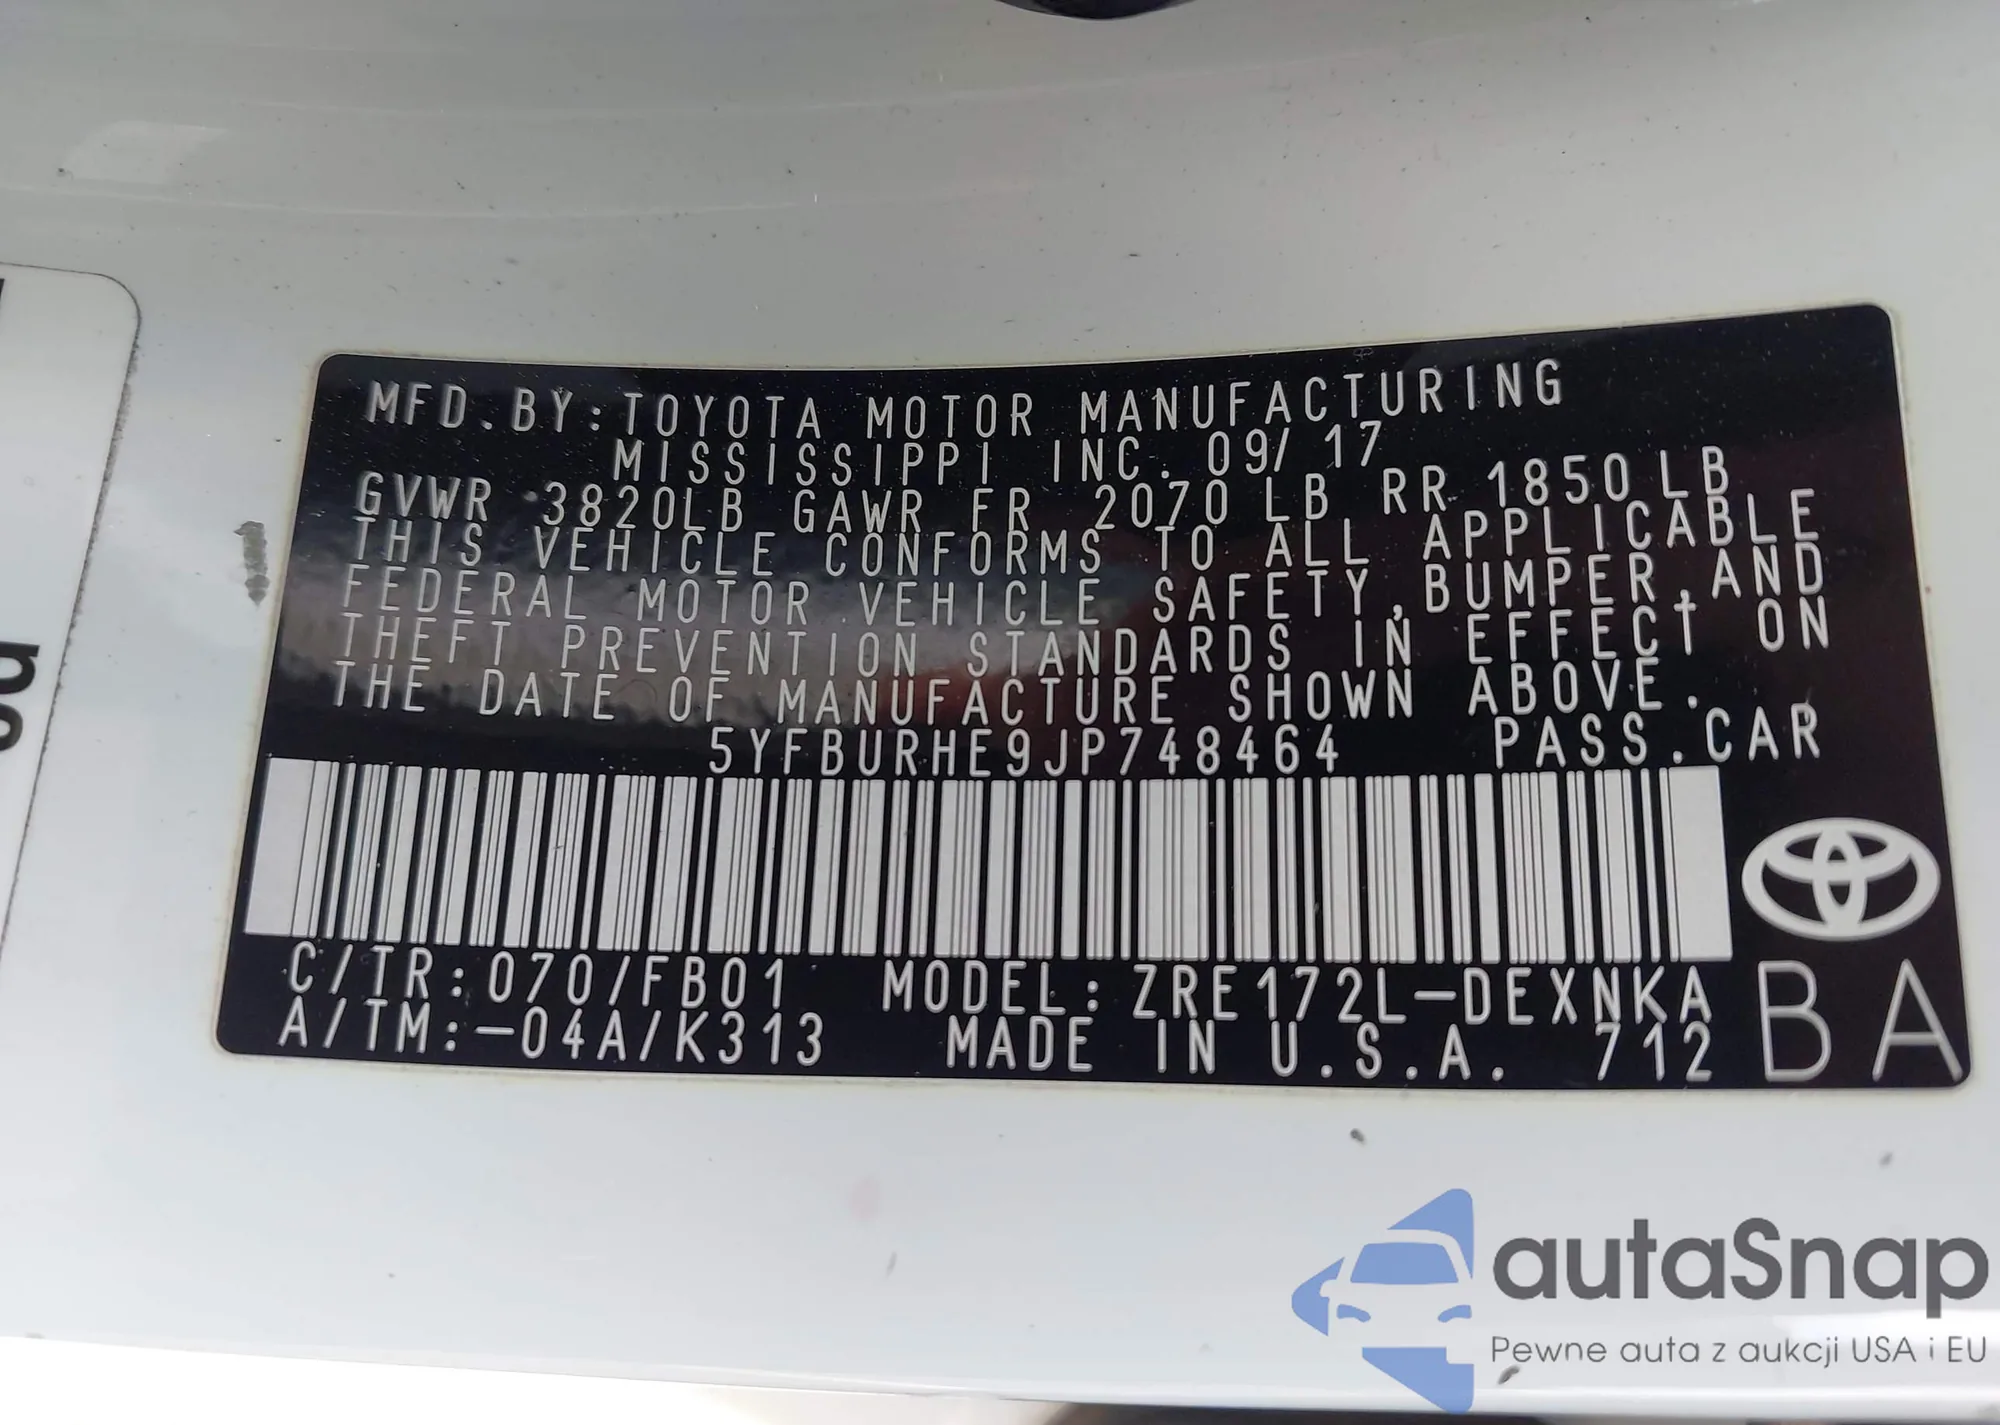 MFD.BY:TOYOTA MOTOR MANUFACTURING
MISSISSIPPI INC. 09/17
GVWR 3820LB GAWR FR 2070 LB RR 1850LB
THIS VEHICLE CONFORMS TO ALL APPLICABLE
FEDERAL MOTOR VEHICLE SAFETY,BUMPER,AND
THEFT PREVENTION STANDARDS IN EFFECT ON
THE DATE OF MANUFACTURE SHOWN ABOVE.
5YFBURHE9JP748464 PASS.CAR
C/TR:070/FB01 MODEL:ZRE172L-DEXNKA
A/TM:-04A/K313 MADE IN U.S.A. 712
BA
autaSnap
Pewne auta z aukcji USA i EU